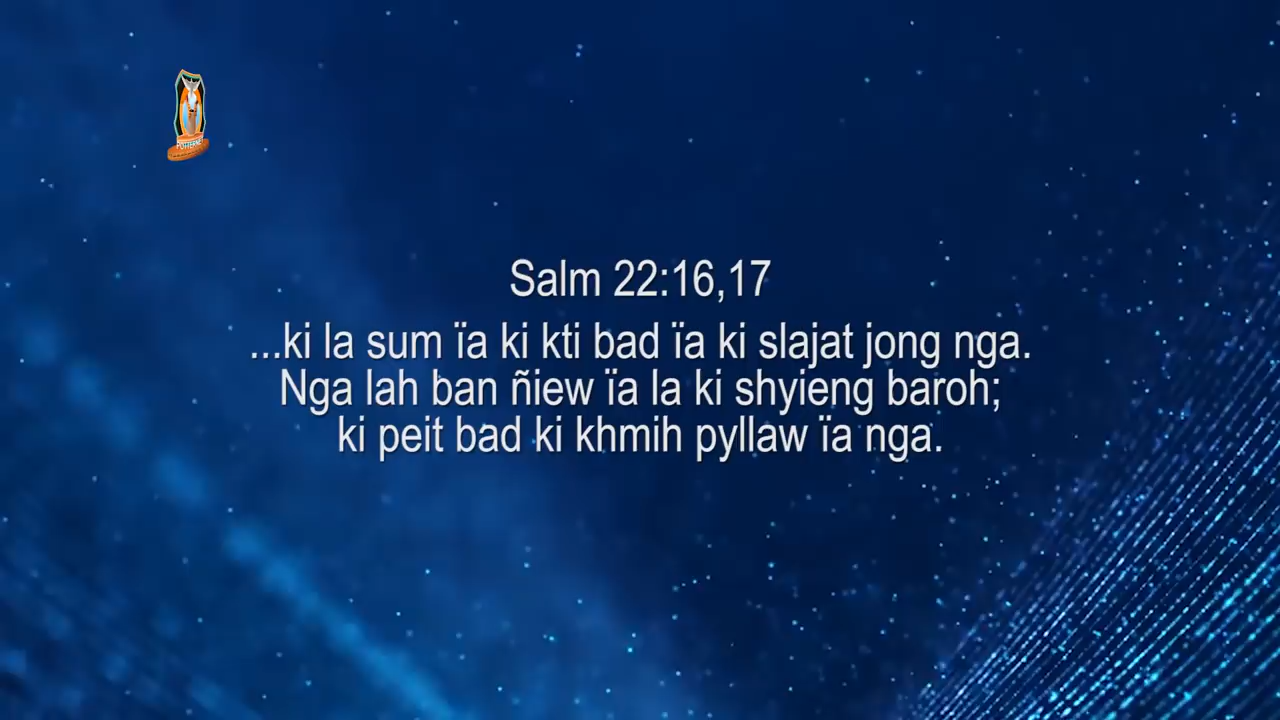 Salm 22:16,17
...ki la sum ïa ki kti bad ïa ki slajat jong nga.
Nga lah ban ñiew ïa la ki shyieng baroh;
ki peit bad ki khmih pyllaw ïa nga.